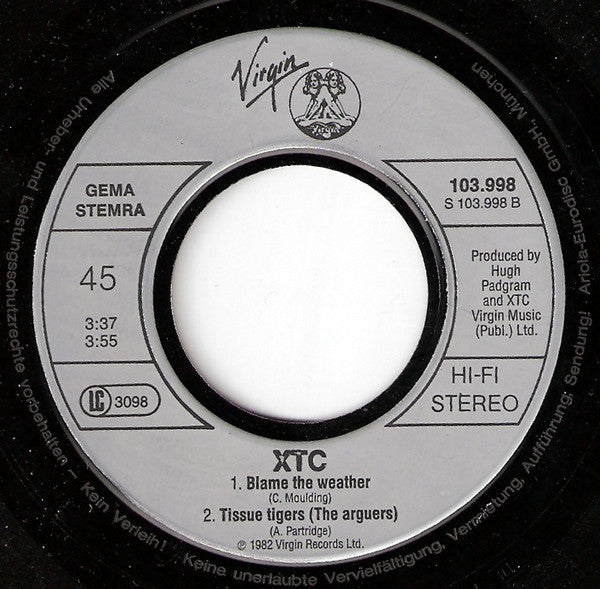 Virgin
Virgin
GEMA
STEMRA
45
3:37
3:55
LC 3098
103.998
S 103.998 B
Produced by
Hugh
Padgram
and XTC
Virgin Music
(Publ.) Ltd.
HI-FI
STEREO
XTC
1. Blame the weather
(C. Moulding)
2. Tissue tigers (The arguers)
(A. Partridge)
℗ 1982 Virgin Records Ltd.
Alle Urheber- und Leistungsschutzrechte vorbehalten – Kein Verleih! · Keine unerlaubte Vervielfältigung, Vermietung, Aufführung, Sendung! · Ariola-Eurodisc GmbH, München